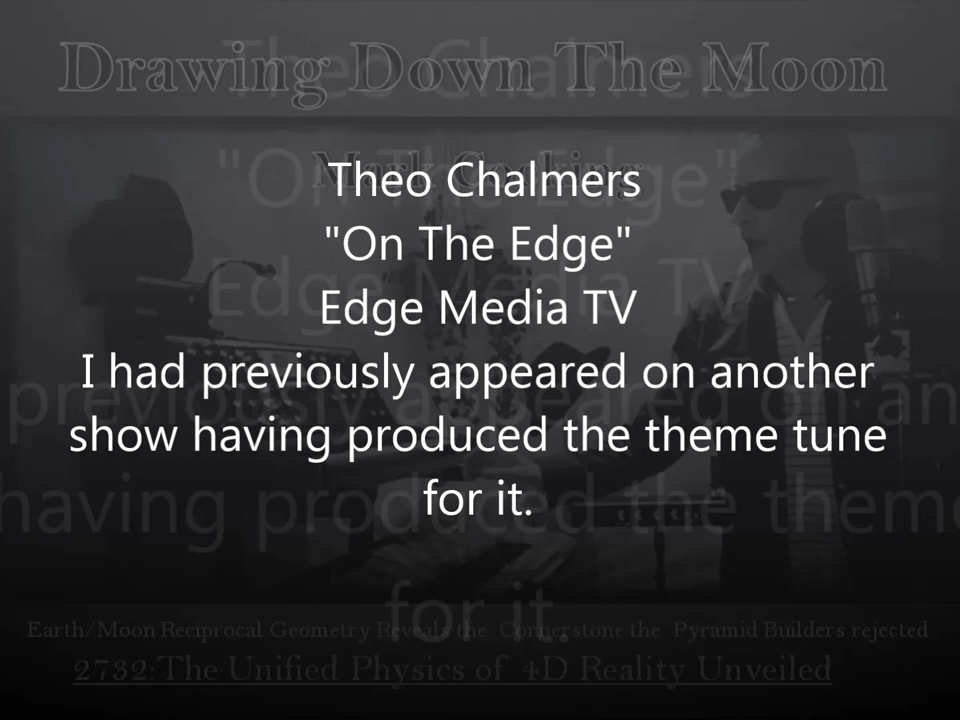 Drawing Down The Moon
Theo Chalmers
"On The Edge"
Edge Media TV
I had previously appeared on another
show having produced the theme tune
for it.
Earth/Moon Reciprocal Geometry Reveals the Cornerstone the Pyramid Builders rejected
2732:The Unified Physics of 4D Reality Unveiled